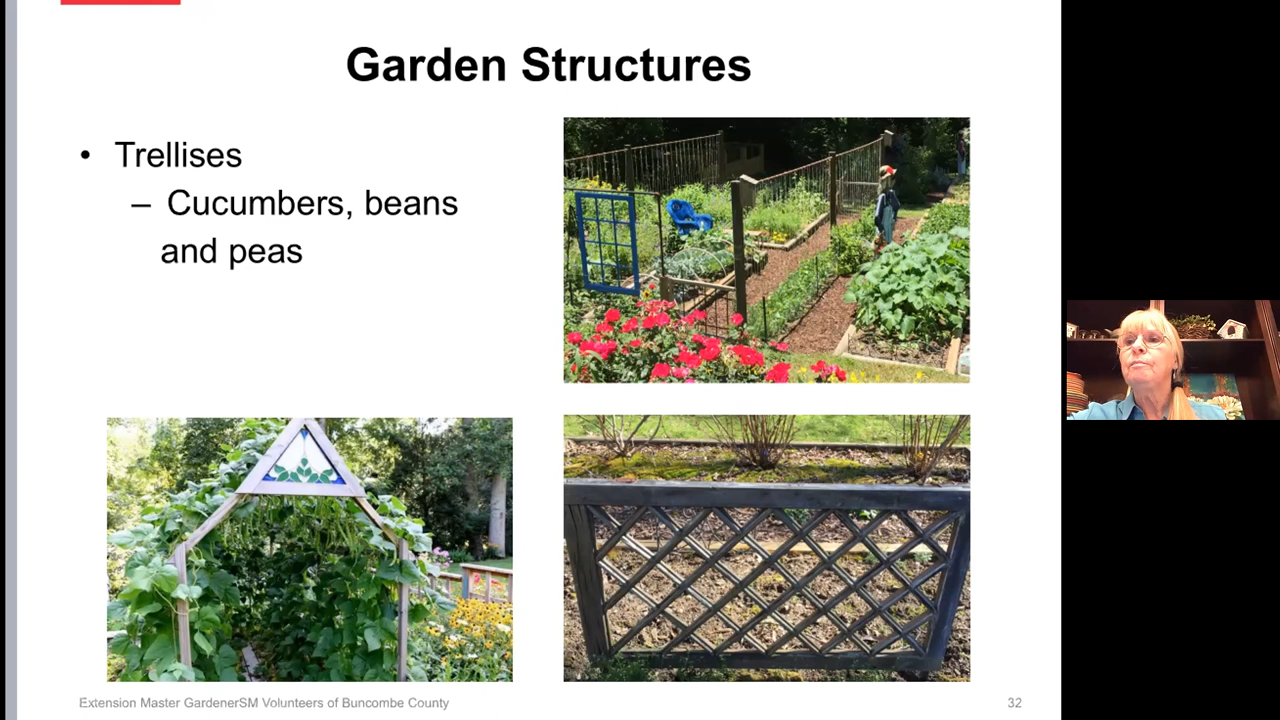 Garden Structures
• Trellises
– Cucumbers, beans
and peas
Extension Master GardenerSM Volunteers of Buncombe County
32